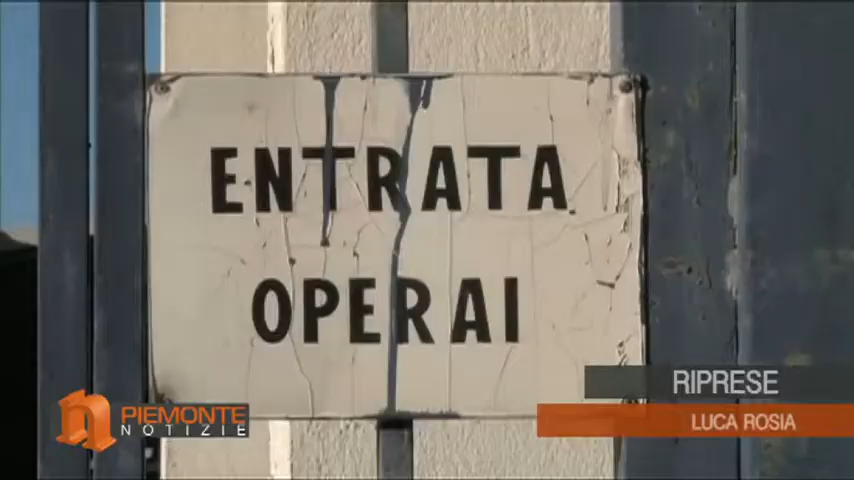 ENTRATA
OPERAI
RIPRESE
LUCA ROSIA
PIEMONTE
NOTIZIE